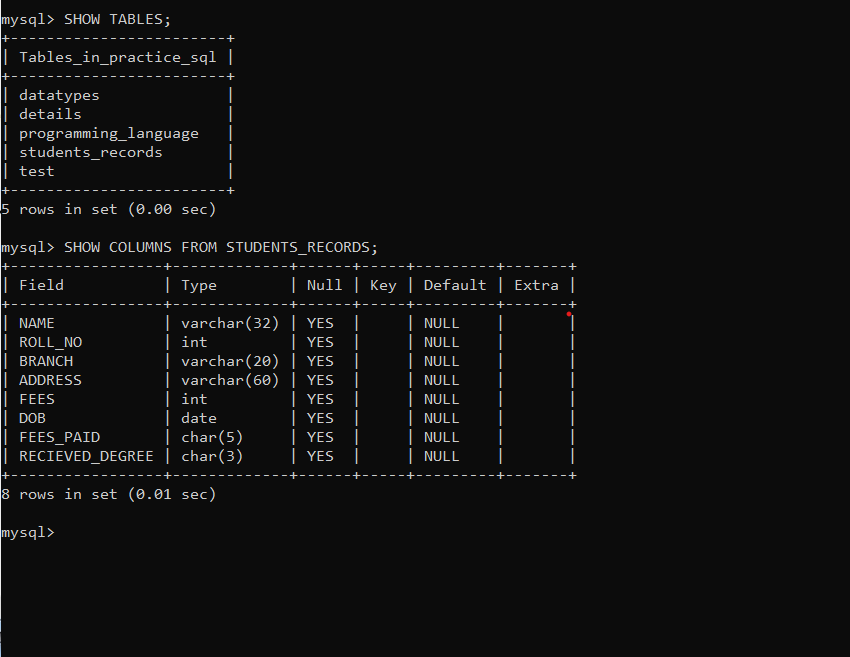 mysql> SHOW TABLES;
+------------------------+
| Tables_in_practice_sql |
+------------------------+
| datatypes              |
| details                |
| programming_language   |
| students_records       |
| test                   |
+------------------------+
5 rows in set (0.00 sec)
mysql> SHOW COLUMNS FROM STUDENTS_RECORDS;
+-----------------+-------------+------+-----+---------+-------+
| Field           | Type        | Null | Key | Default | Extra |
+-----------------+-------------+------+-----+---------+-------+
| NAME            | varchar(32) | YES  |     | NULL    |       |
| ROLL_NO         | int         | YES  |     | NULL    |       |
| BRANCH          | varchar(20) | YES  |     | NULL    |       |
| ADDRESS         | varchar(60) | YES  |     | NULL    |       |
| FEES            | int         | YES  |     | NULL    |       |
| DOB             | date        | YES  |     | NULL    |       |
| FEES_PAID       | char(5)     | YES  |     | NULL    |       |
| RECIEVED_DEGREE | char(3)     | YES  |     | NULL    |       |
+-----------------+-------------+------+-----+---------+-------+
8 rows in set (0.01 sec)
mysql>